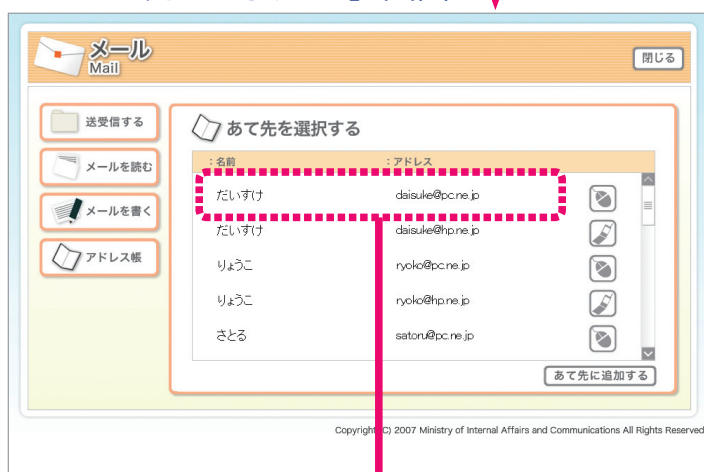 メール
Mail
閉じる
送受信する
メールを読む
メールを書く
アドレス帳
あて先を選択する
:名前 :アドレス
だいすけ daisuke@pc.ne.jp
だいすけ daisuke@hp.ne.jp
りょうこ ryoko@pc.ne.jp
りょうこ ryoko@hp.ne.jp
さとる satoru@pc.ne.jp
あて先に追加する
Copyright (C) 2007 Ministry of Internal Affairs and Communications All Rights Reserved